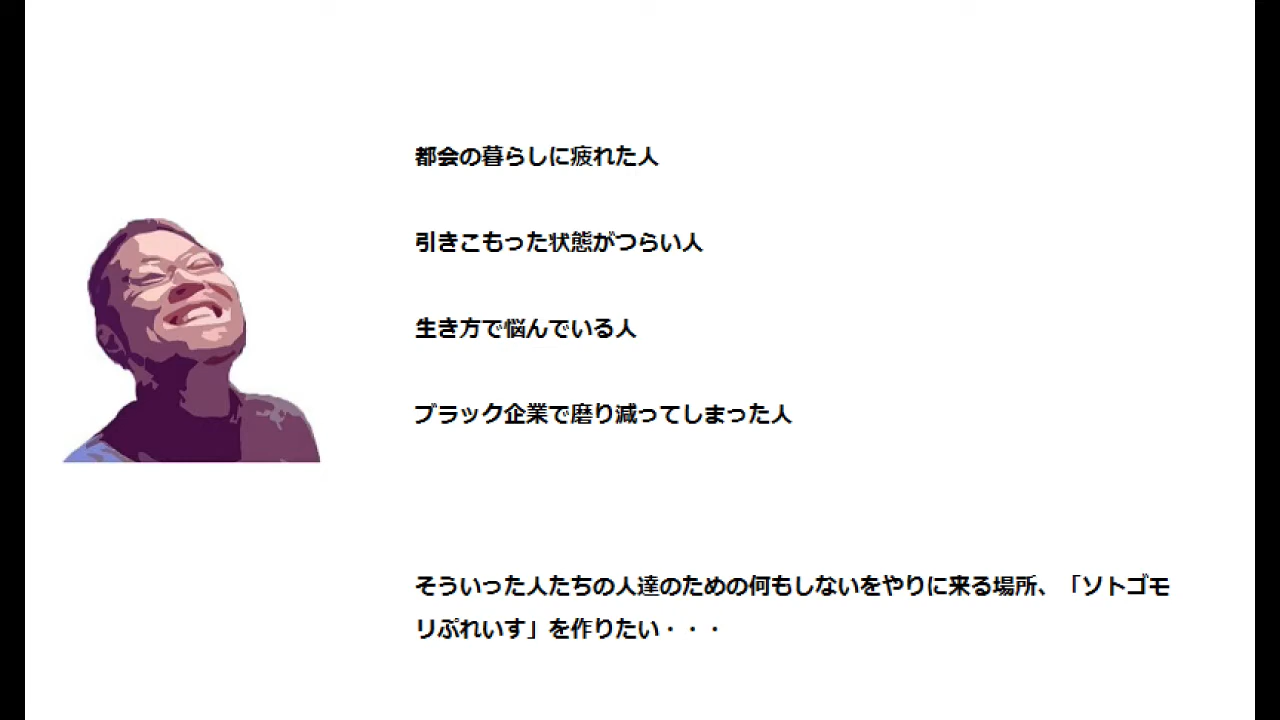 都会の暮らしに疲れた人
引きこもった状態がつらい人
生き方で悩んでいる人
ブラック企業で磨り減ってしまった人
そういった人たちの人達のための何もしないをやりに来る場所、「ソトゴモ
リぷれいす」を作りたい・・・